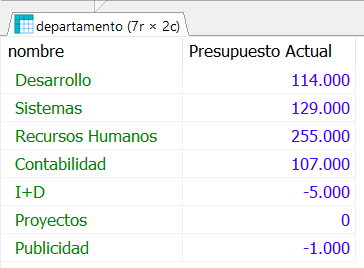 departamento (7r × 2c)
nombre Presupuesto Actual
Desarrollo 114.000
Sistemas 129.000
Recursos Humanos 255.000
Contabilidad 107.000
I+D -5.000
Proyectos 0
Publicidad -1.000